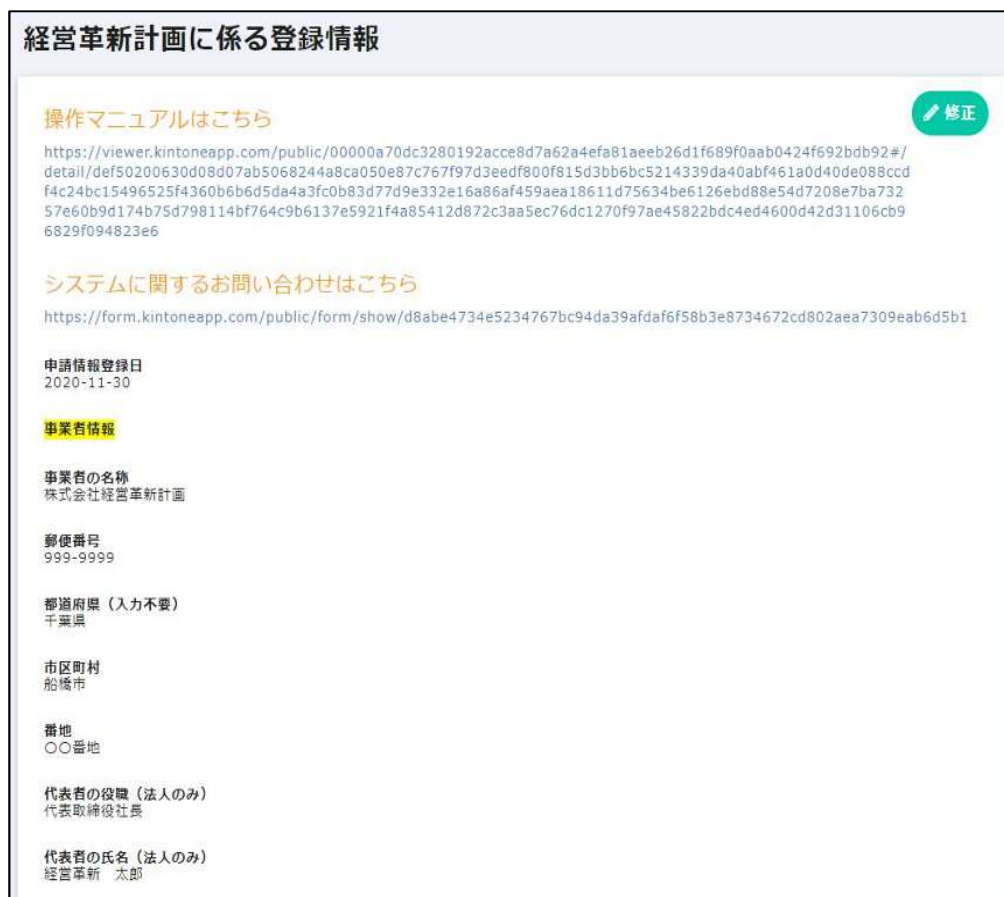 経営革新計画に係る登録情報
修正
操作マニュアルはこちら
https://viewer.kintoneapp.com/public/00000a70dc3280192acce8d7a62a4efa81aeeb26d1f689f0aab0424f692bdb92#/
detail/def50200630d08d07ab5068244a8ca050e87c767f97d3eedf800f815d3bb6bc5214339da40abf461a0d40de088ccd
f4c24bc15496525f4360b6b6d5da4a3fc0b83d77d9e332e16a86af459aea18611d75634be6126ebd88e54d7208e7ba732
57e60b9d174b75d798114bf764c9b6137e5921f4a85412d872c3aa5ec76dc1270f97ae45822bdc4ed4600d42d31106cb9
6829f094823e6
システムに関するお問い合わせはこちら
https://form.kintoneapp.com/public/form/show/d8abe4734e5234767bc94da39afdaf6f58b3e8734672cd802aea7309eab6d5b1
申請情報登録日
2020-11-30
事業者情報
事業者の名称
株式会社経営革新計画
郵便番号
999-9999
都道府県（入力不要）
千葉県
市区町村
船橋市
番地
〇〇番地
代表者の役職（法人のみ）
代表取締役社長
代表者の氏名（法人のみ）
経営革新　太郎